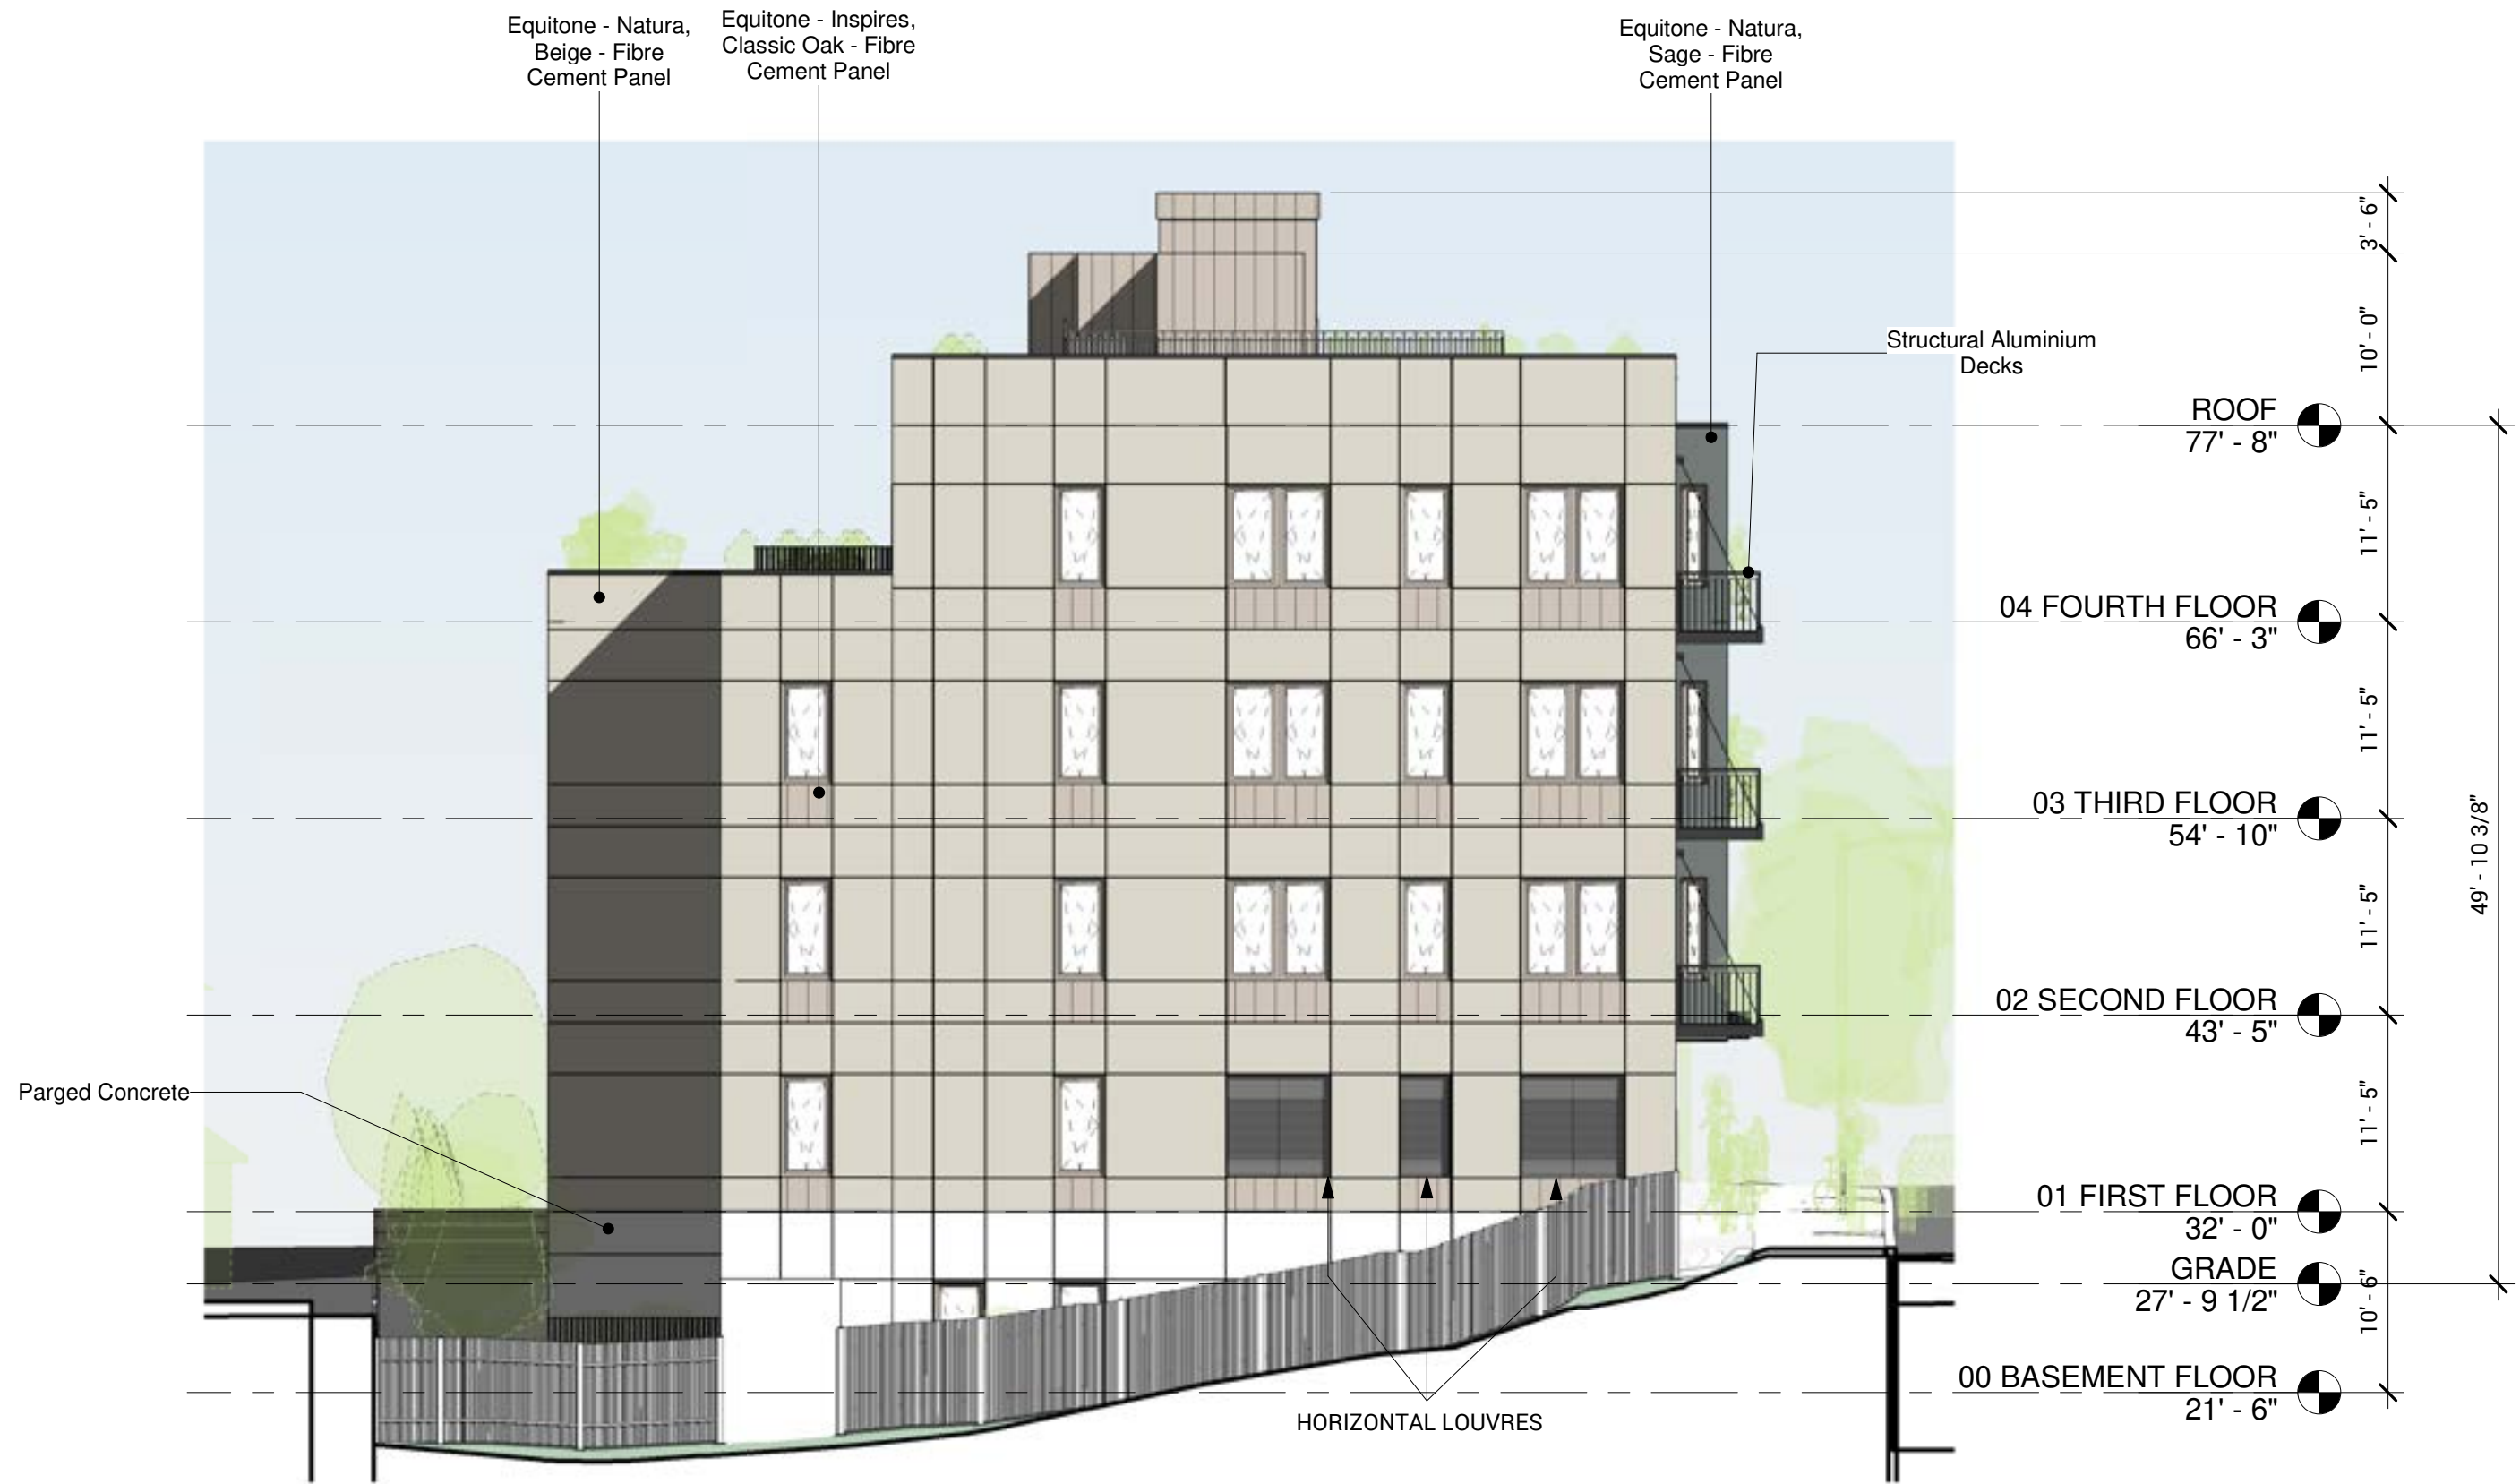 Equitone - Natura,
Beige - Fibre
Cement Panel
Equitone - Inspires,
Classic Oak - Fibre
Cement Panel
Equitone - Natura,
Sage - Fibre
Cement Panel
3' - 6"
10' - 0"
Structural Aluminium
Decks
ROOF
77' - 8"
11' - 5"
04 FOURTH FLOOR
66' - 3"
11' - 5"
03 THIRD FLOOR
54' - 10"
49' - 10 3/8"
11' - 5"
02 SECOND FLOOR
43' - 5"
Parged Concrete
11' - 5"
01 FIRST FLOOR
32' - 0"
GRADE
27' - 9 1/2"
10' - 6"
00 BASEMENT FLOOR
21' - 6"
HORIZONTAL LOUVRES